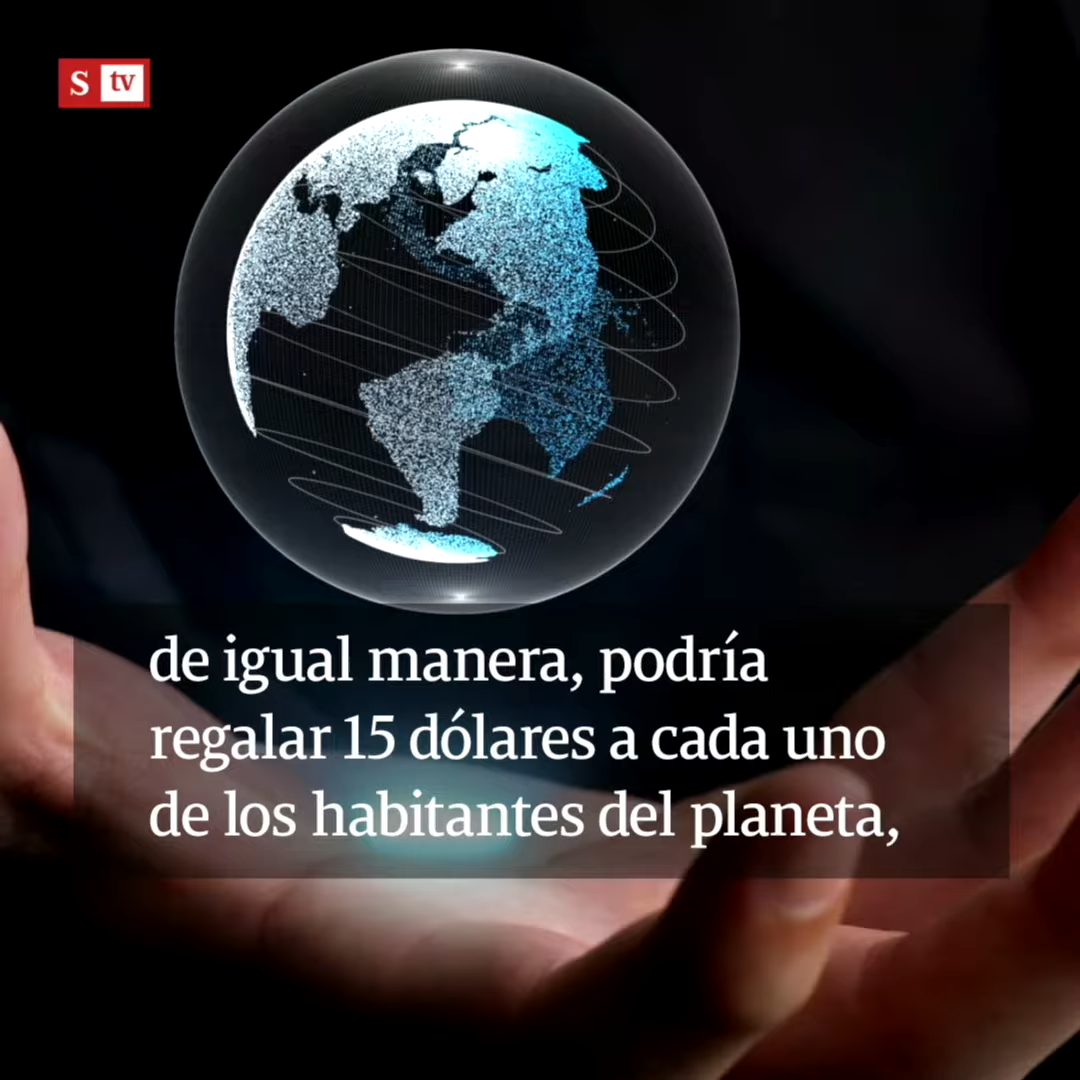 S tv
de igual manera, podría
regalar 15 dólares a cada uno
de los habitantes del planeta,